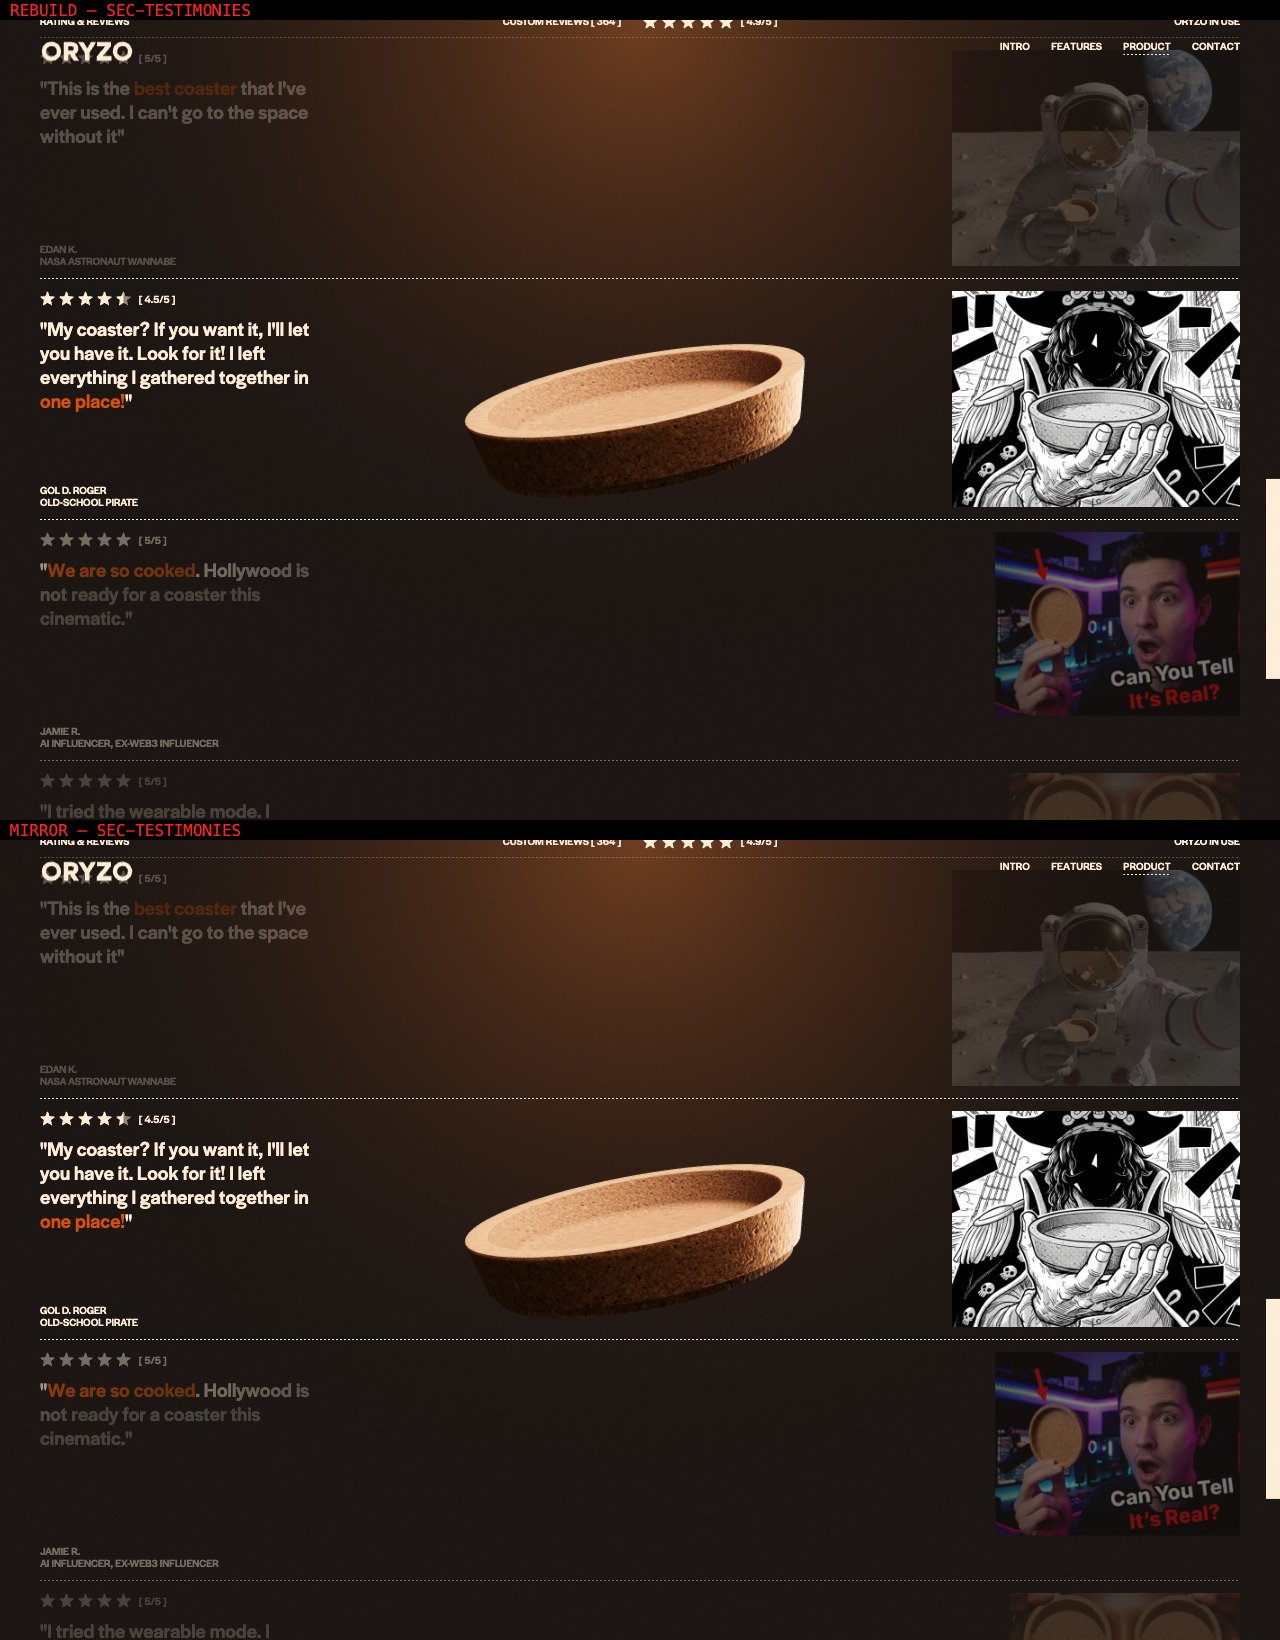 REBUILD — SEC-TESTIMONIES
RATING & REVIEWS
CUSTOM REVIEWS [ 364 ]
[ 4.9/5 ]
ORYZO IN USE
ORYZO
INTRO
FEATURES
PRODUCT
CONTACT
[ 5/5 ]
"This is the best coaster that I've
ever used. I can't go to the space
without it"
EDAN K.
NASA ASTRONAUT WANNABE
[ 4.5/5 ]
"My coaster? If you want it, I'll let
you have it. Look for it! I left
everything I gathered together in
one place!"
GOL D. ROGER
OLD-SCHOOL PIRATE
[ 5/5 ]
"We are so cooked. Hollywood is
not ready for a coaster this
cinematic."
Can You Tell
It's Real?
JAMIE R.
AI INFLUENCER, EX-WEB3 INFLUENCER
[ 5/5 ]
"I tried the wearable mode. I
MIRROR — SEC-TESTIMONIES
RATING & REVIEWS
CUSTOM REVIEWS [ 364 ]
[ 4.9/5 ]
ORYZO IN USE
ORYZO
INTRO
FEATURES
PRODUCT
CONTACT
[ 5/5 ]
"This is the best coaster that I've
ever used. I can't go to the space
without it"
EDAN K.
NASA ASTRONAUT WANNABE
[ 4.5/5 ]
"My coaster? If you want it, I'll let
you have it. Look for it! I left
everything I gathered together in
one place!"
GOL D. ROGER
OLD-SCHOOL PIRATE
[ 5/5 ]
"We are so cooked. Hollywood is
not ready for a coaster this
cinematic."
Can You Tell
It's Real?
JAMIE R.
AI INFLUENCER, EX-WEB3 INFLUENCER
[ 5/5 ]
"I tried the wearable mode. I